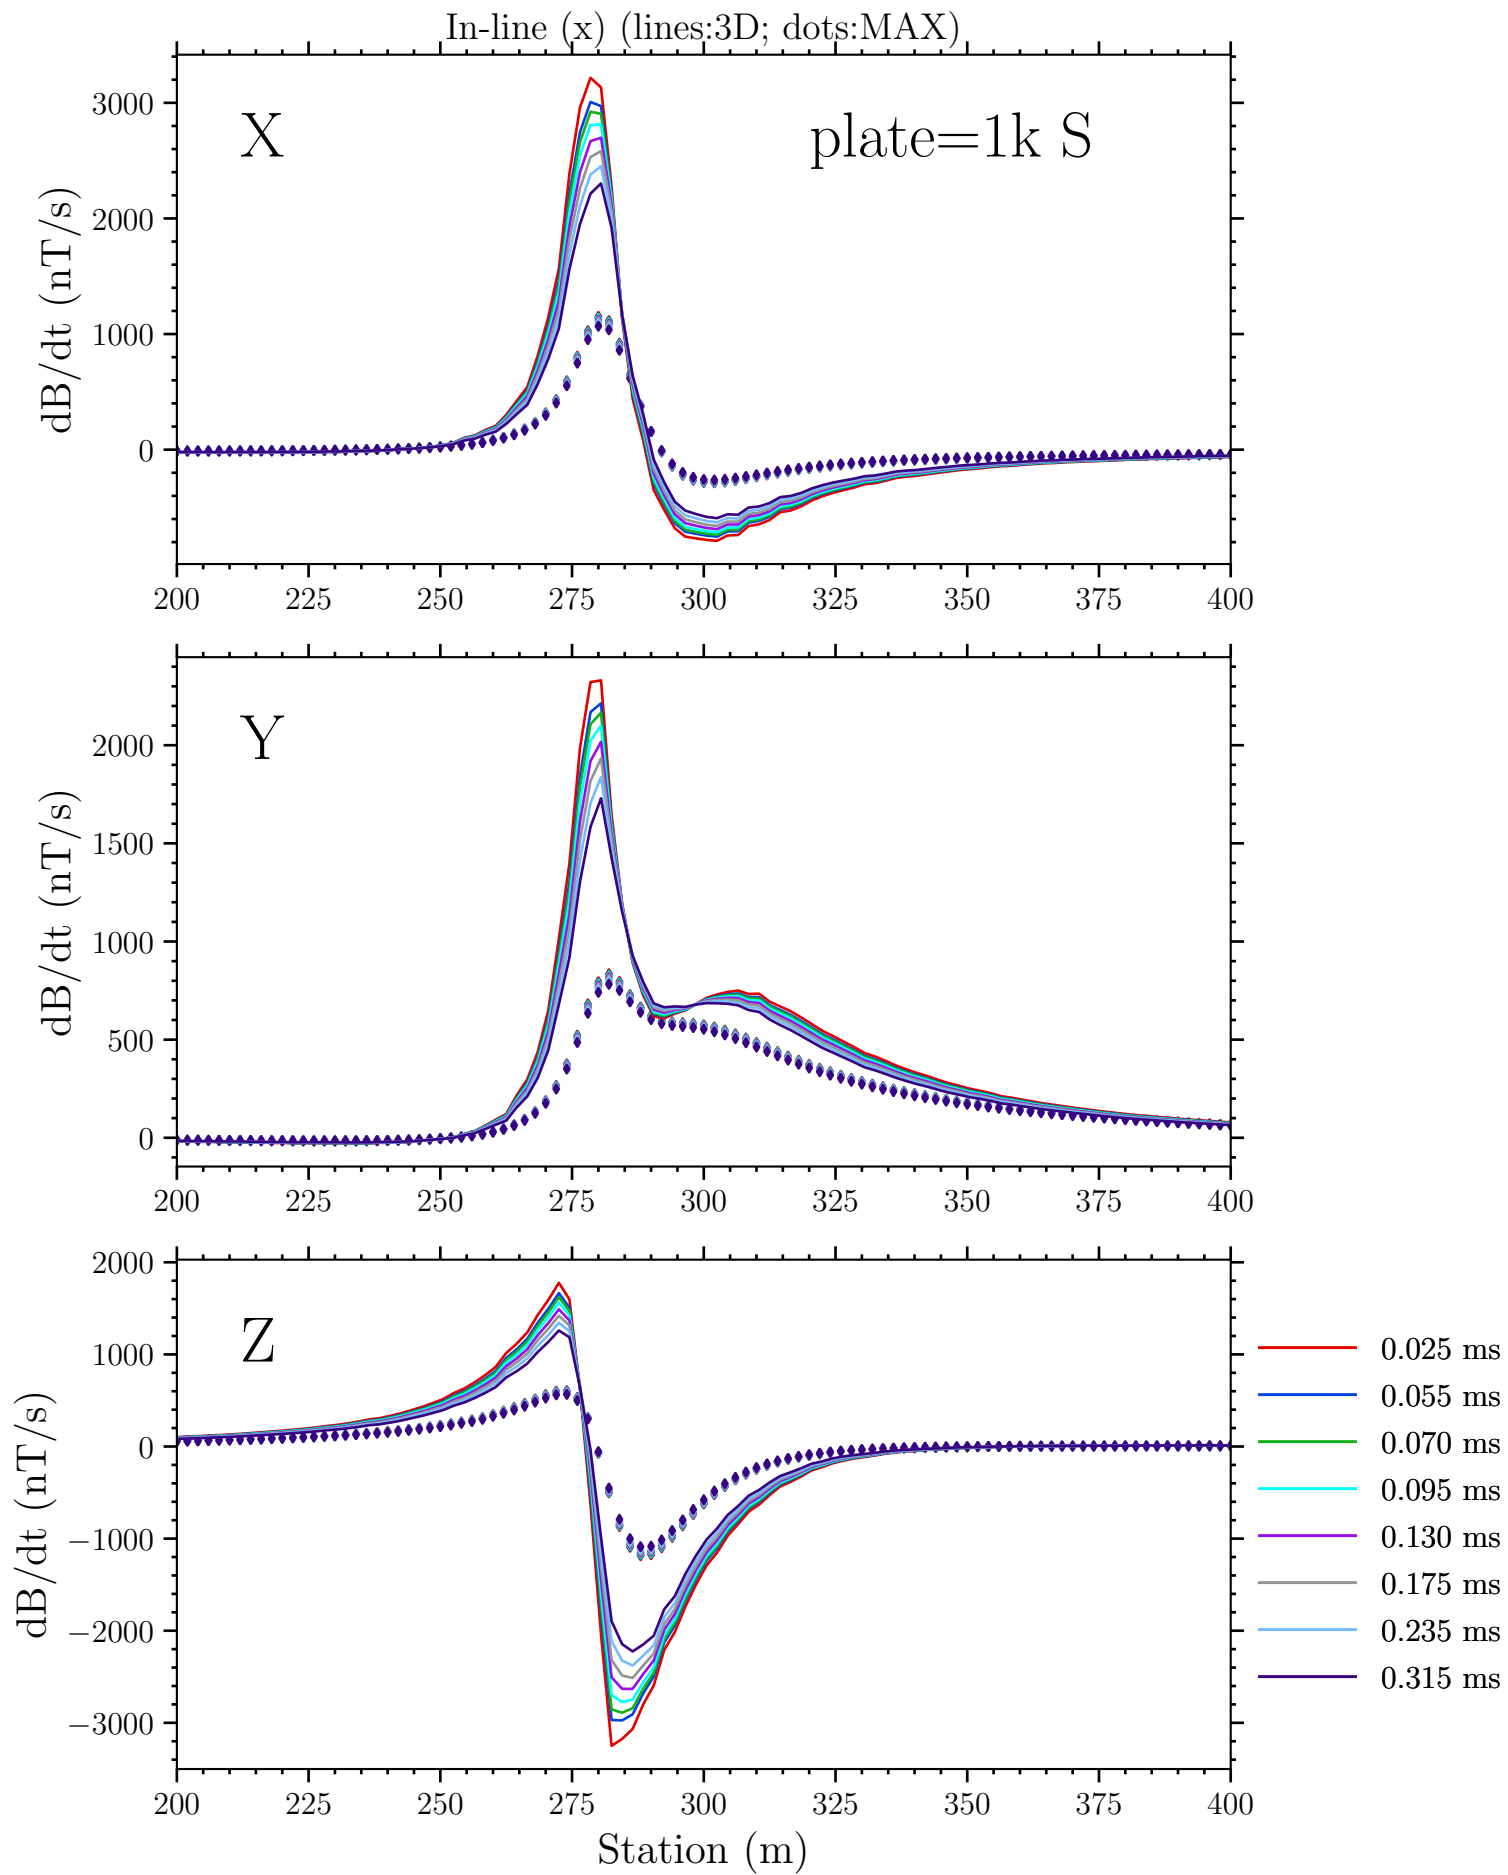 In-line (x) (lines:3D; dots:MAX)
X
plate=1k S
dB/dt (nT/s)
3000
2000
1000
0
200 225 250 275 300 325 350 375 400
Y
dB/dt (nT/s)
2000
1500
1000
500
0
200 225 250 275 300 325 350 375 400
Z
dB/dt (nT/s)
2000
1000
0
−1000
−2000
−3000
200 225 250 275 300 325 350 375 400
Station (m)
0.025 ms
0.055 ms
0.070 ms
0.095 ms
0.130 ms
0.175 ms
0.235 ms
0.315 ms